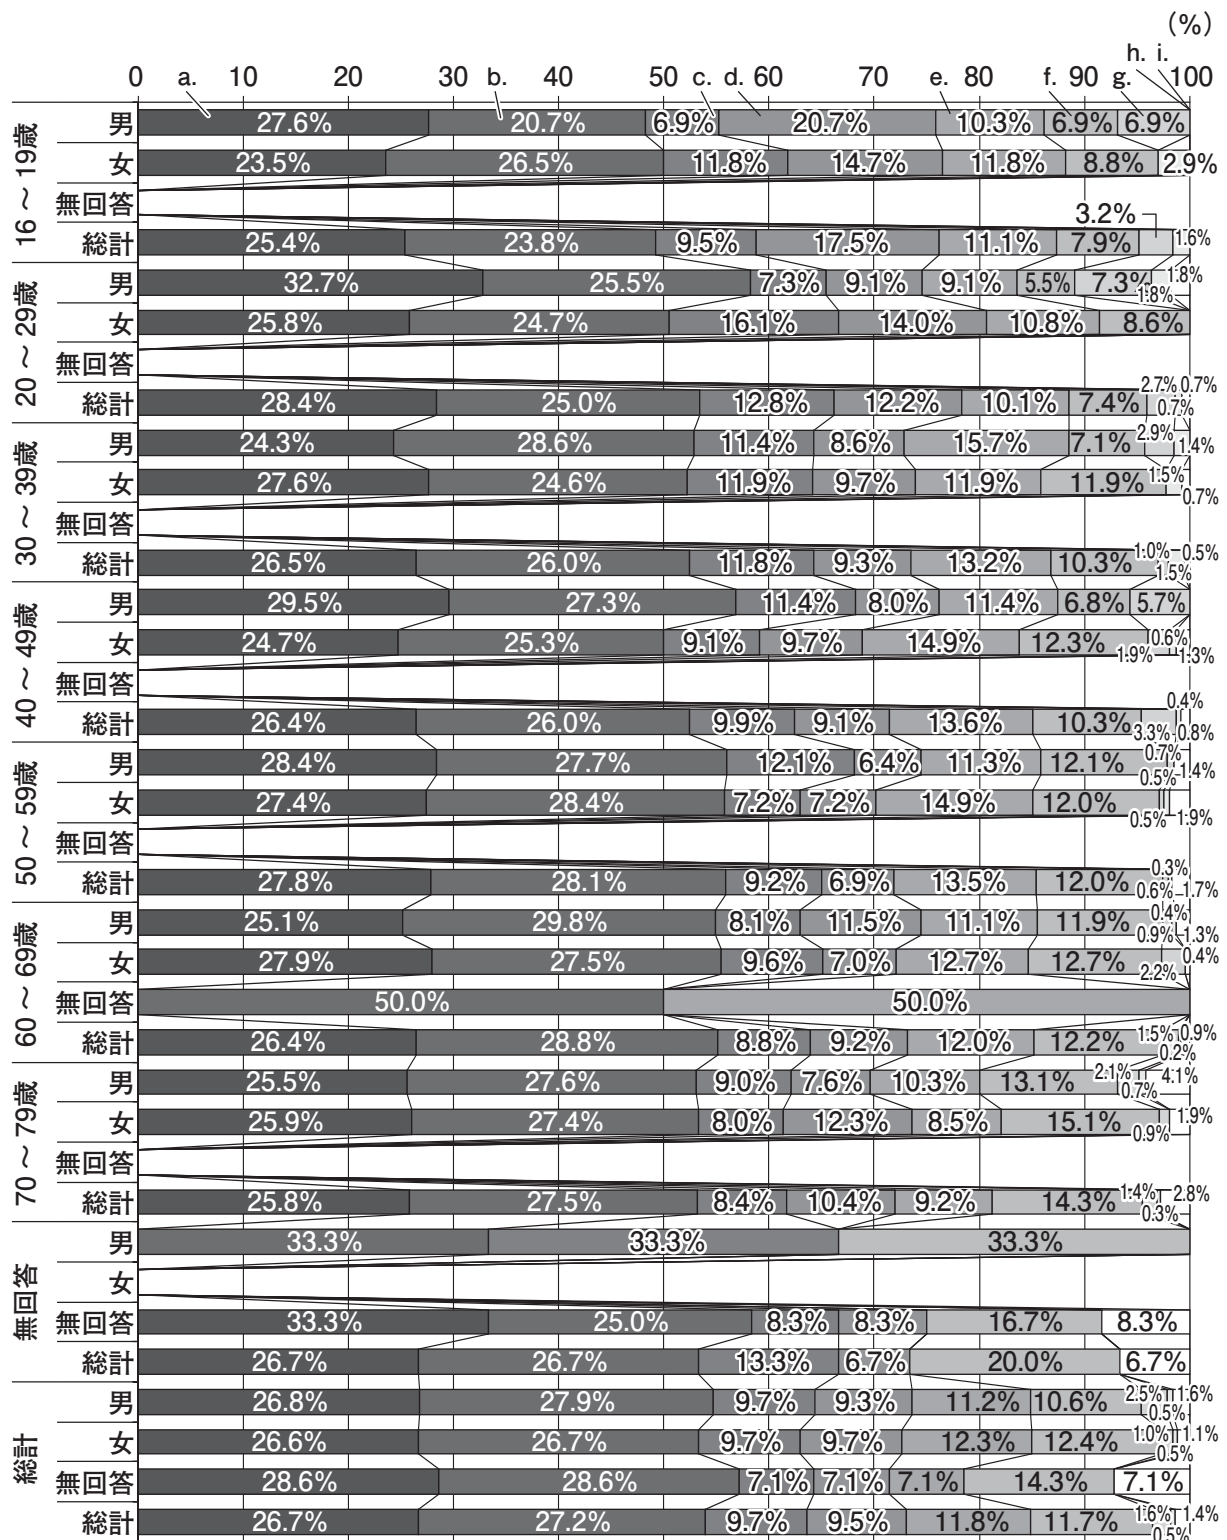 (%)
h. i.
0 a. 10 20 30 b. 40 50 c. d. 60 70 e. 80 f. 90 g. 100
16～19歳
男 27.6% 20.7% 6.9% 20.7% 10.3% 6.9% 6.9%
女 23.5% 26.5% 11.8% 14.7% 11.8% 8.8% 2.9%
無回答
3.2%
総計 25.4% 23.8% 9.5% 17.5% 11.1% 7.9% 1.6%
20～29歳
男 32.7% 25.5% 7.3% 9.1% 9.1% 5.5% 7.3% 1.8% 1.8%
女 25.8% 24.7% 16.1% 14.0% 10.8% 8.6%
無回答
総計 28.4% 25.0% 12.8% 12.2% 10.1% 7.4% 2.7% 0.7% 0.7%
30～39歳
男 24.3% 28.6% 11.4% 8.6% 15.7% 7.1% 2.9% 1.4%
女 27.6% 24.6% 11.9% 9.7% 11.9% 11.9% 1.5% 0.7%
無回答
総計 26.5% 26.0% 11.8% 9.3% 13.2% 10.3% 1.0% 0.5% 1.5%
40～49歳
男 29.5% 27.3% 11.4% 8.0% 11.4% 6.8% 5.7%
女 24.7% 25.3% 9.1% 9.7% 14.9% 12.3% 1.9% 0.6% 1.3%
無回答
総計 26.4% 26.0% 9.9% 9.1% 13.6% 10.3% 3.3% 0.4% 0.8%
50～59歳
男 28.4% 27.7% 12.1% 6.4% 11.3% 12.1% 0.7% 0.5% 1.4%
女 27.4% 28.4% 7.2% 7.2% 14.9% 12.0% 0.5% 1.9%
無回答
総計 27.8% 28.1% 9.2% 6.9% 13.5% 12.0% 0.6% 0.3% 1.7%
60～69歳
男 25.1% 29.8% 8.1% 11.5% 11.1% 11.9% 0.9% 0.4% 1.3%
女 27.9% 27.5% 9.6% 7.0% 12.7% 12.7% 2.2% 0.4%
無回答 50.0% 50.0%
総計 26.4% 28.8% 8.8% 9.2% 12.0% 12.2% 1.5% 0.9% 0.2%
70～79歳
男 25.5% 27.6% 9.0% 7.6% 10.3% 13.1% 2.1% 0.7% 4.1%
女 25.9% 27.4% 8.0% 12.3% 8.5% 15.1% 0.9% 1.9%
無回答
総計 25.8% 27.5% 8.4% 10.4% 9.2% 14.3% 1.4% 0.3% 2.8%
無回答
男 33.3% 33.3% 33.3%
女
無回答 33.3% 25.0% 8.3% 8.3% 16.7% 8.3%
総計 26.7% 26.7% 13.3% 6.7% 20.0% 6.7%
総計
男 26.8% 27.9% 9.7% 9.3% 11.2% 10.6% 2.5% 1.6% 0.5%
女 26.6% 26.7% 9.7% 9.7% 12.3% 12.4% 1.0% 1.1% 0.5%
無回答 28.6% 28.6% 7.1% 7.1% 7.1% 14.3% 7.1%
総計 26.7% 27.2% 9.7% 9.5% 11.8% 11.7% 1.6% 1.4% 0.5%